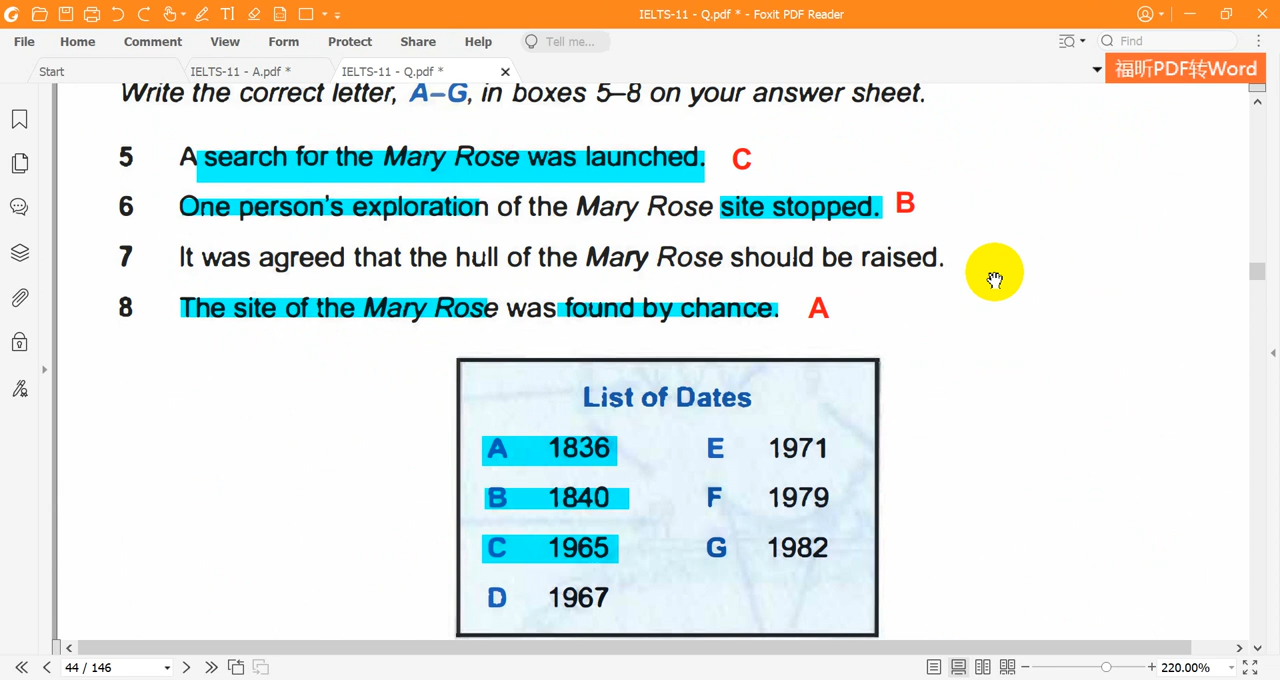 IELTS-11 - Q.pdf * - Foxit PDF Reader
File Home Comment View Form Protect Share Help Tell me... Find
Start IELTS-11 - A.pdf * IELTS-11 - Q.pdf * 福昕PDF转Word
Write the correct letter, A–G, in boxes 5–8 on your answer sheet.
5 A search for the Mary Rose was launched. C
6 One person's exploration of the Mary Rose site stopped. B
7 It was agreed that the hull of the Mary Rose should be raised.
8 The site of the Mary Rose was found by chance. A
List of Dates
A 1836 E 1971
B 1840 F 1979
C 1965 G 1982
D 1967
44 / 146 220.00%